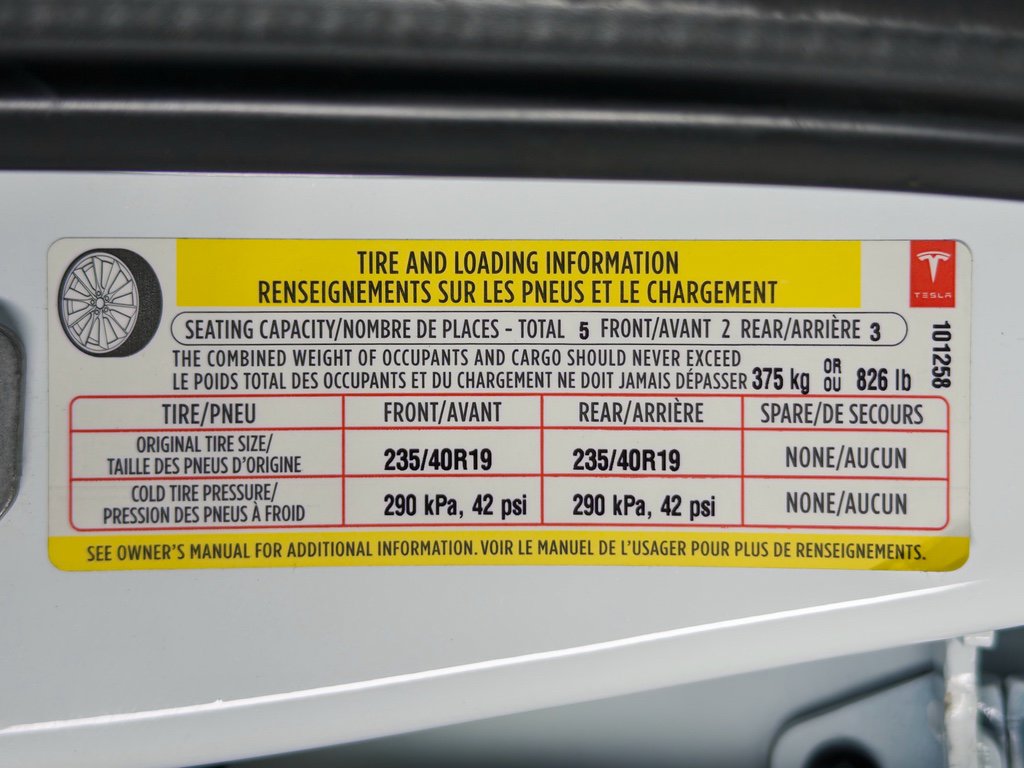 TIRE AND LOADING INFORMATION
RENSEIGNEMENTS SUR LES PNEUS ET LE CHARGEMENT
TESLA
SEATING CAPACITY/NOMBRE DE PLACES - TOTAL 5 FRONT/AVANT 2 REAR/ARRIÈRE 3
THE COMBINED WEIGHT OF OCCUPANTS AND CARGO SHOULD NEVER EXCEED
LE POIDS TOTAL DES OCCUPANTS ET DU CHARGEMENT NE DOIT JAMAIS DÉPASSER 375 kg OR OU 826 lb
101258
TIRE/PNEU FRONT/AVANT REAR/ARRIÈRE SPARE/DE SECOURS
ORIGINAL TIRE SIZE/
TAILLE DES PNEUS D'ORIGINE 235/40R19 235/40R19 NONE/AUCUN
COLD TIRE PRESSURE/
PRESSION DES PNEUS À FROID 290 kPa, 42 psi 290 kPa, 42 psi NONE/AUCUN
SEE OWNER'S MANUAL FOR ADDITIONAL INFORMATION. VOIR LE MANUEL DE L'USAGER POUR PLUS DE RENSEIGNEMENTS.